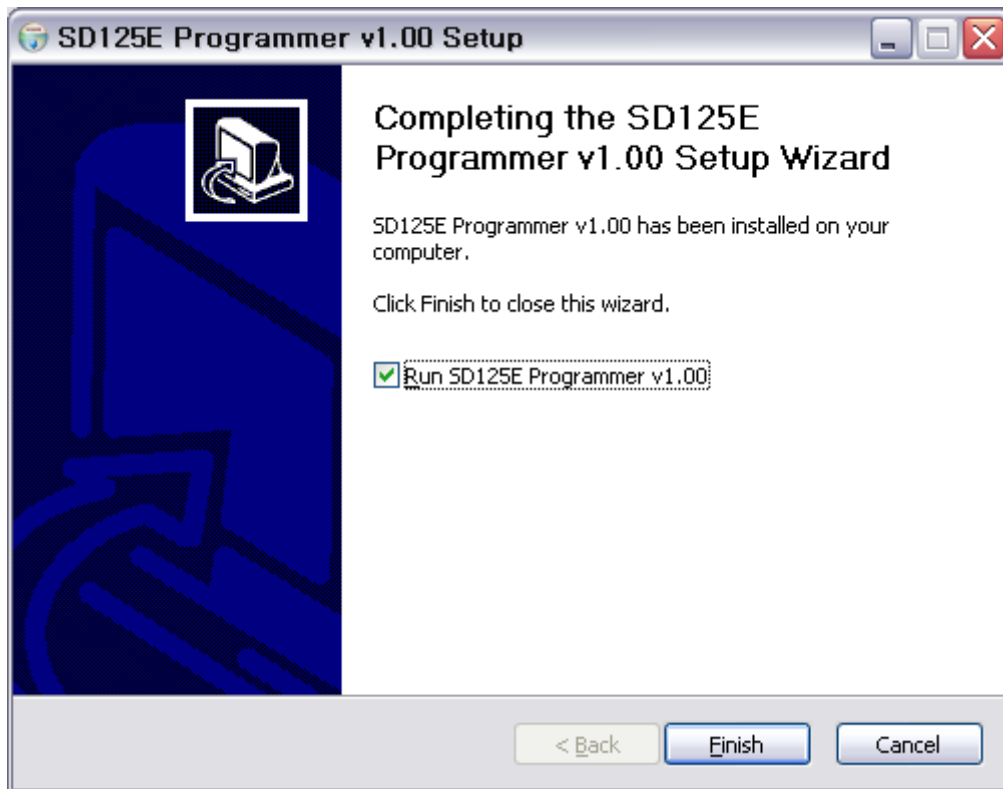 SD125E Programmer v1.00 Setup
Completing the SD125E
Programmer v1.00 Setup Wizard
SD125E Programmer v1.00 has been installed on your
computer.
Click Finish to close this wizard.
Run SD125E Programmer v1.00
< Back
Finish
Cancel